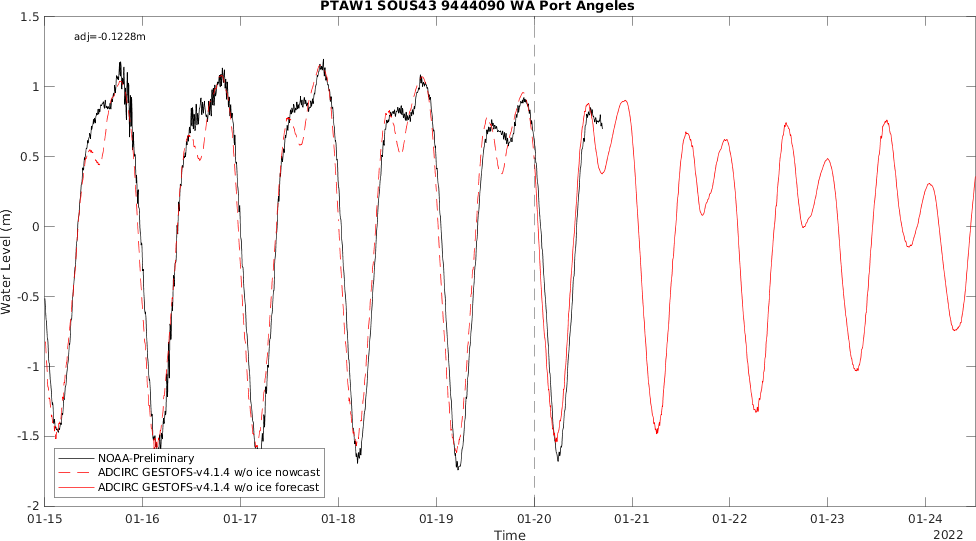 PTAW1 SOUS43 9444090 WA Port Angeles
adj=-0.1228m
Water Level (m)
1.5
1
0.5
0
-0.5
-1
-1.5
-2
NOAA-Preliminary
ADCIRC GESTOFS-v4.1.4 w/o ice nowcast
ADCIRC GESTOFS-v4.1.4 w/o ice forecast
01-15 01-16 01-17 01-18 01-19 01-20 01-21 01-22 01-23 01-24
Time
2022